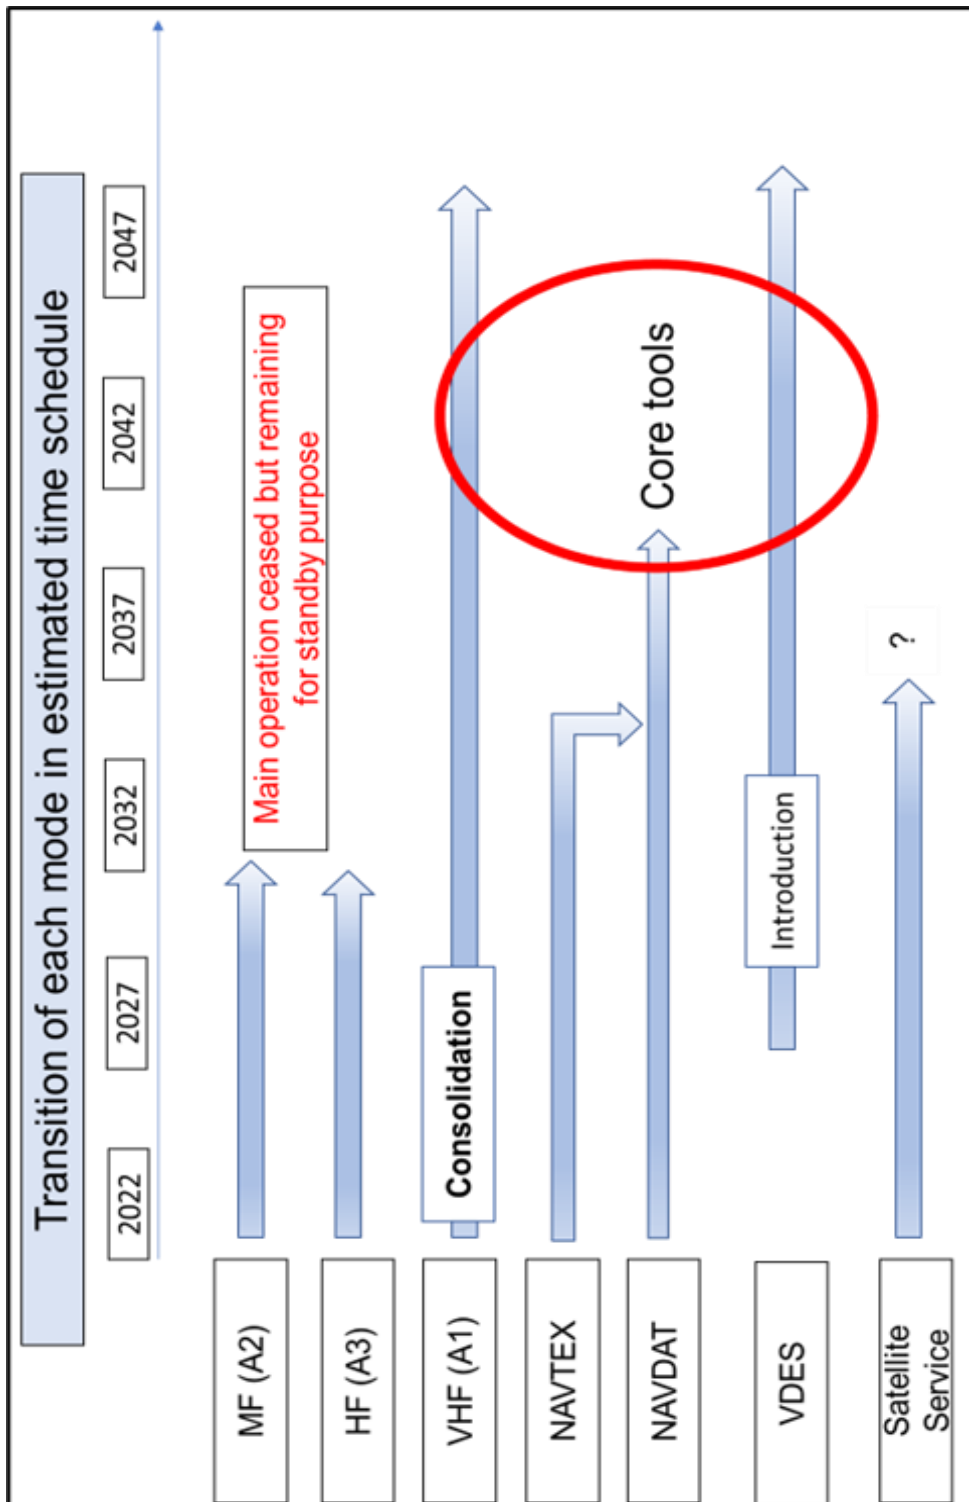 Transition of each mode in estimated time schedule
2022
2027
2032
2037
2042
2047
MF (A2)
Main operation ceased but remaining
for standby purpose
HF (A3)
VHF (A1)
Consolidation
NAVTEX
NAVDAT
Core tools
VDES
Introduction
Satellite
Service
?